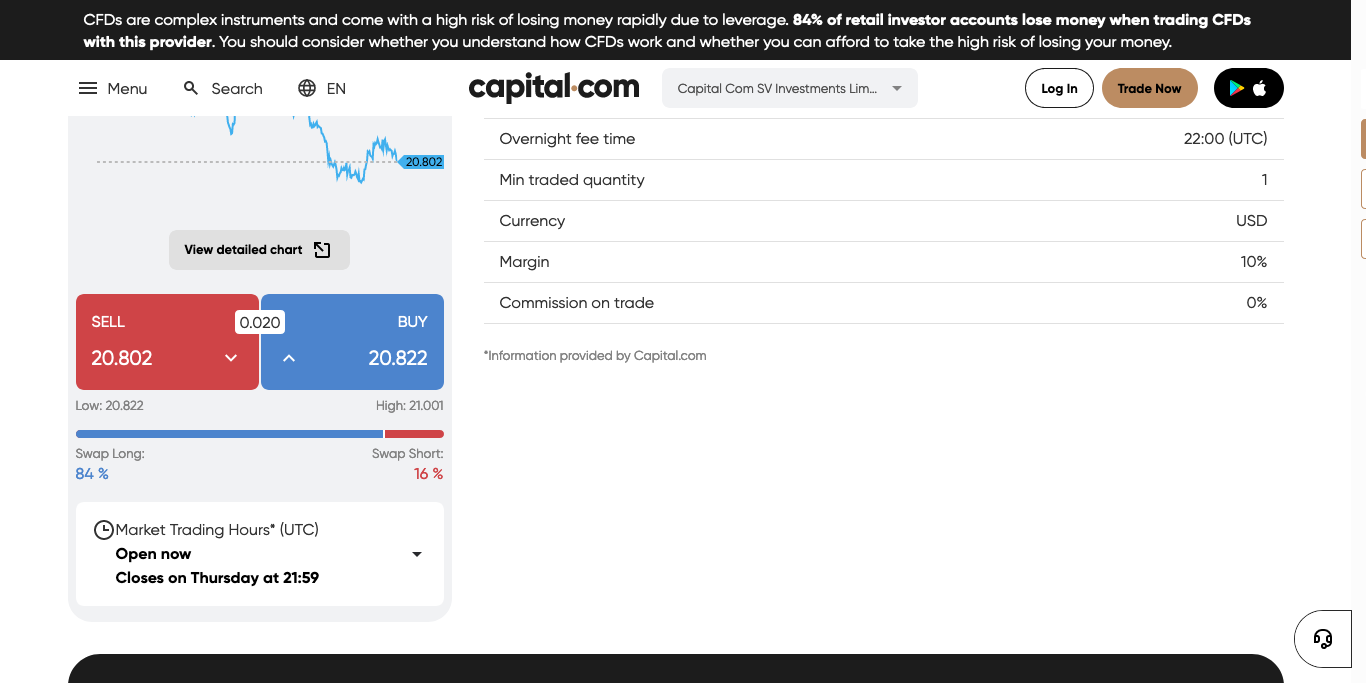 CFDs are complex instruments and come with a high risk of losing money rapidly due to leverage. 84% of retail investor accounts lose money when trading CFDs
with this provider. You should consider whether you understand how CFDs work and whether you can afford to take the high risk of losing your money.
Menu
Search
EN
capital.com
Capital Com SV Investments Lim...
Log In
Trade Now
20.802
View detailed chart
SELL
0.020
BUY
20.802
20.822
Low: 20.822
High: 21.001
Swap Long:
Swap Short:
84 %
16 %
Market Trading Hours* (UTC)
Open now
Closes on Thursday at 21:59
Overnight fee time
22:00 (UTC)
Min traded quantity
1
Currency
USD
Margin
10%
Commission on trade
0%
*Information provided by Capital.com